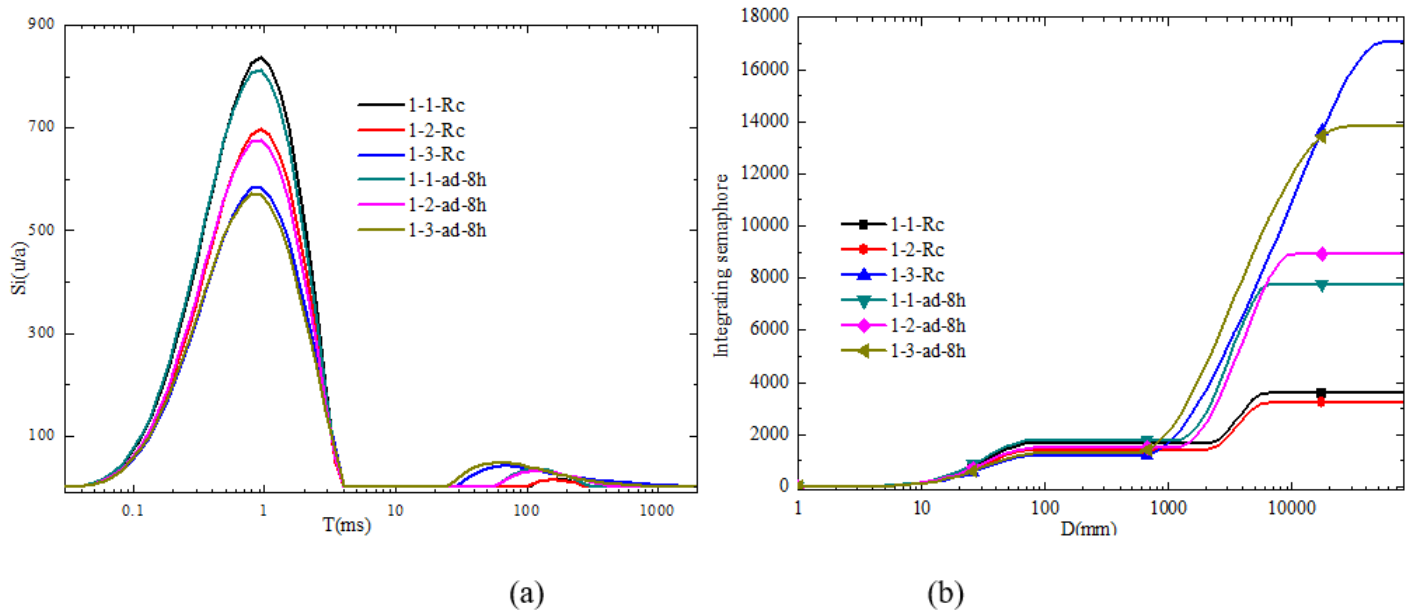 900
700
500
300
100
Si(u/a)
1-1-Rc
1-2-Rc
1-3-Rc
1-1-ad-8h
1-2-ad-8h
1-3-ad-8h
0.1
1
10
100
1000
T(ms)
(a)
18000
16000
14000
12000
10000
8000
6000
4000
2000
0
Integrating semaphore
1-1-Rc
1-2-Rc
1-3-Rc
1-1-ad-8h
1-2-ad-8h
1-3-ad-8h
1
10
100
1000
10000
D(mm)
(b)